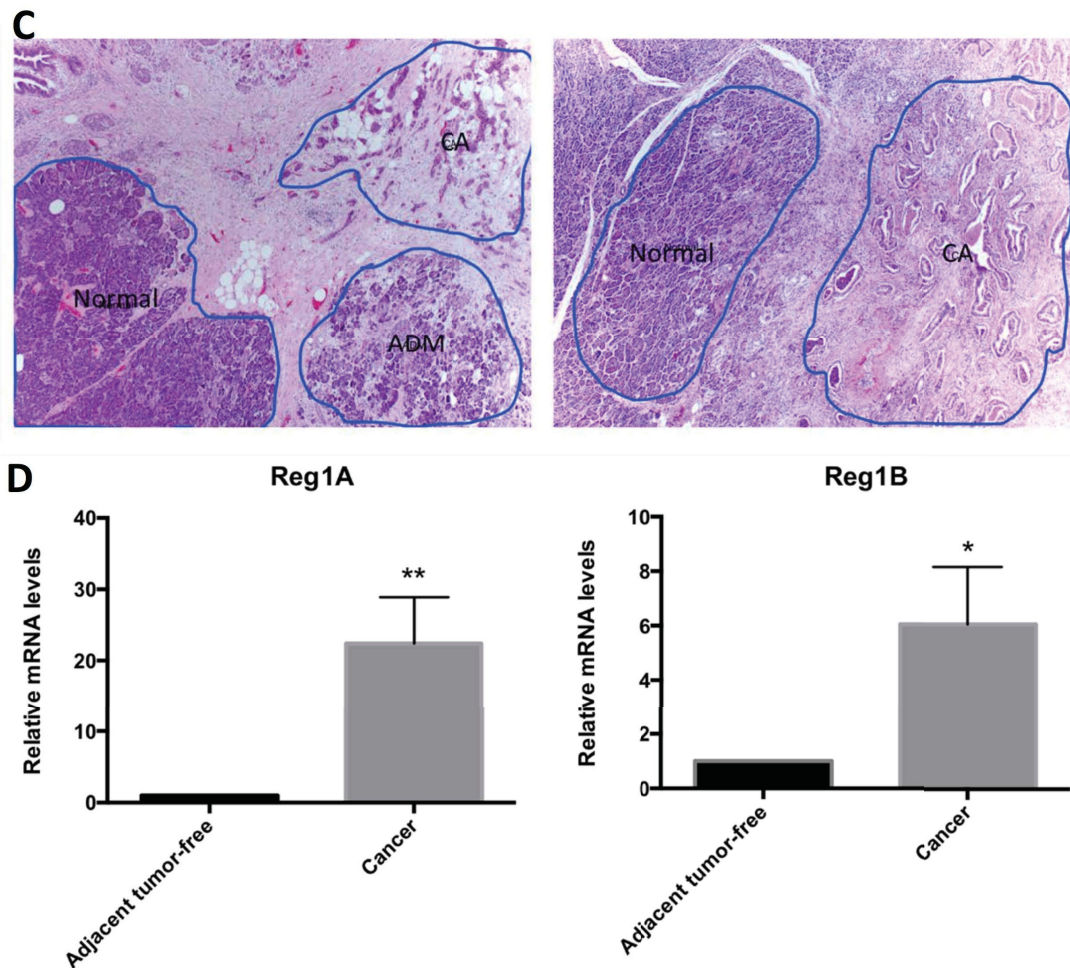 C
CA
Normal
ADM
Normal
CA
D
Reg1A
Relative mRNA levels
40
30
20
10
0
**
Adjacent tumor-free
Cancer
Reg1B
Relative mRNA levels
10
8
6
4
2
0
*
Adjacent tumor-free
Cancer